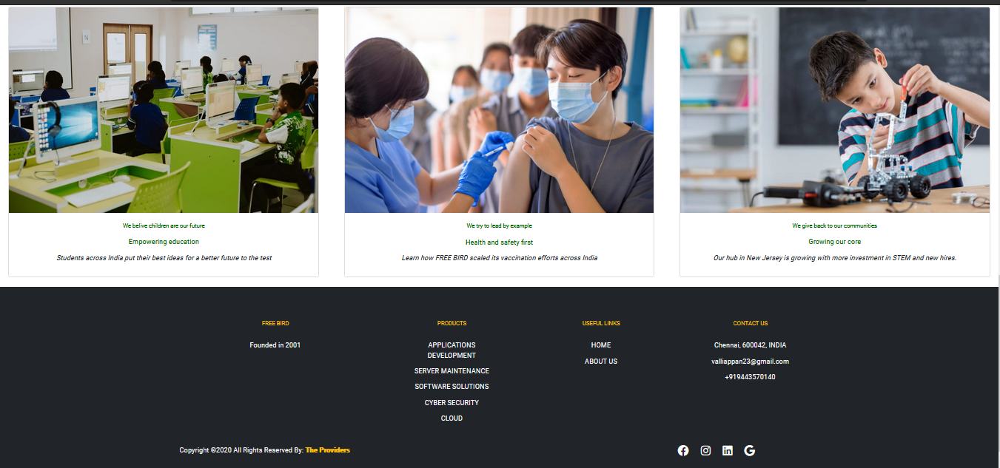 We belive children are our future
Empowering education
Students across India put their best ideas for a better future to the test
We try to lead by example
Health and safety first
Learn how FREE BIRD scaled its vaccination efforts across India
We give back to our communities
Growing our core
Our hub in New Jersey is growing with more investment in STEM and new hires.
FREE BIRD
Founded in 2001
PRODUCTS
APPLICATIONS
DEVELOPMENT
SERVER MAINTENANCE
SOFTWARE SOLUTIONS
CYBER SECURITY
CLOUD
USEFUL LINKS
HOME
ABOUT US
CONTACT US
Chennai, 600042, INDIA
valliappan23@gmail.com
+919443570140
Copyright ©2020 All Rights Reserved By: The Providers